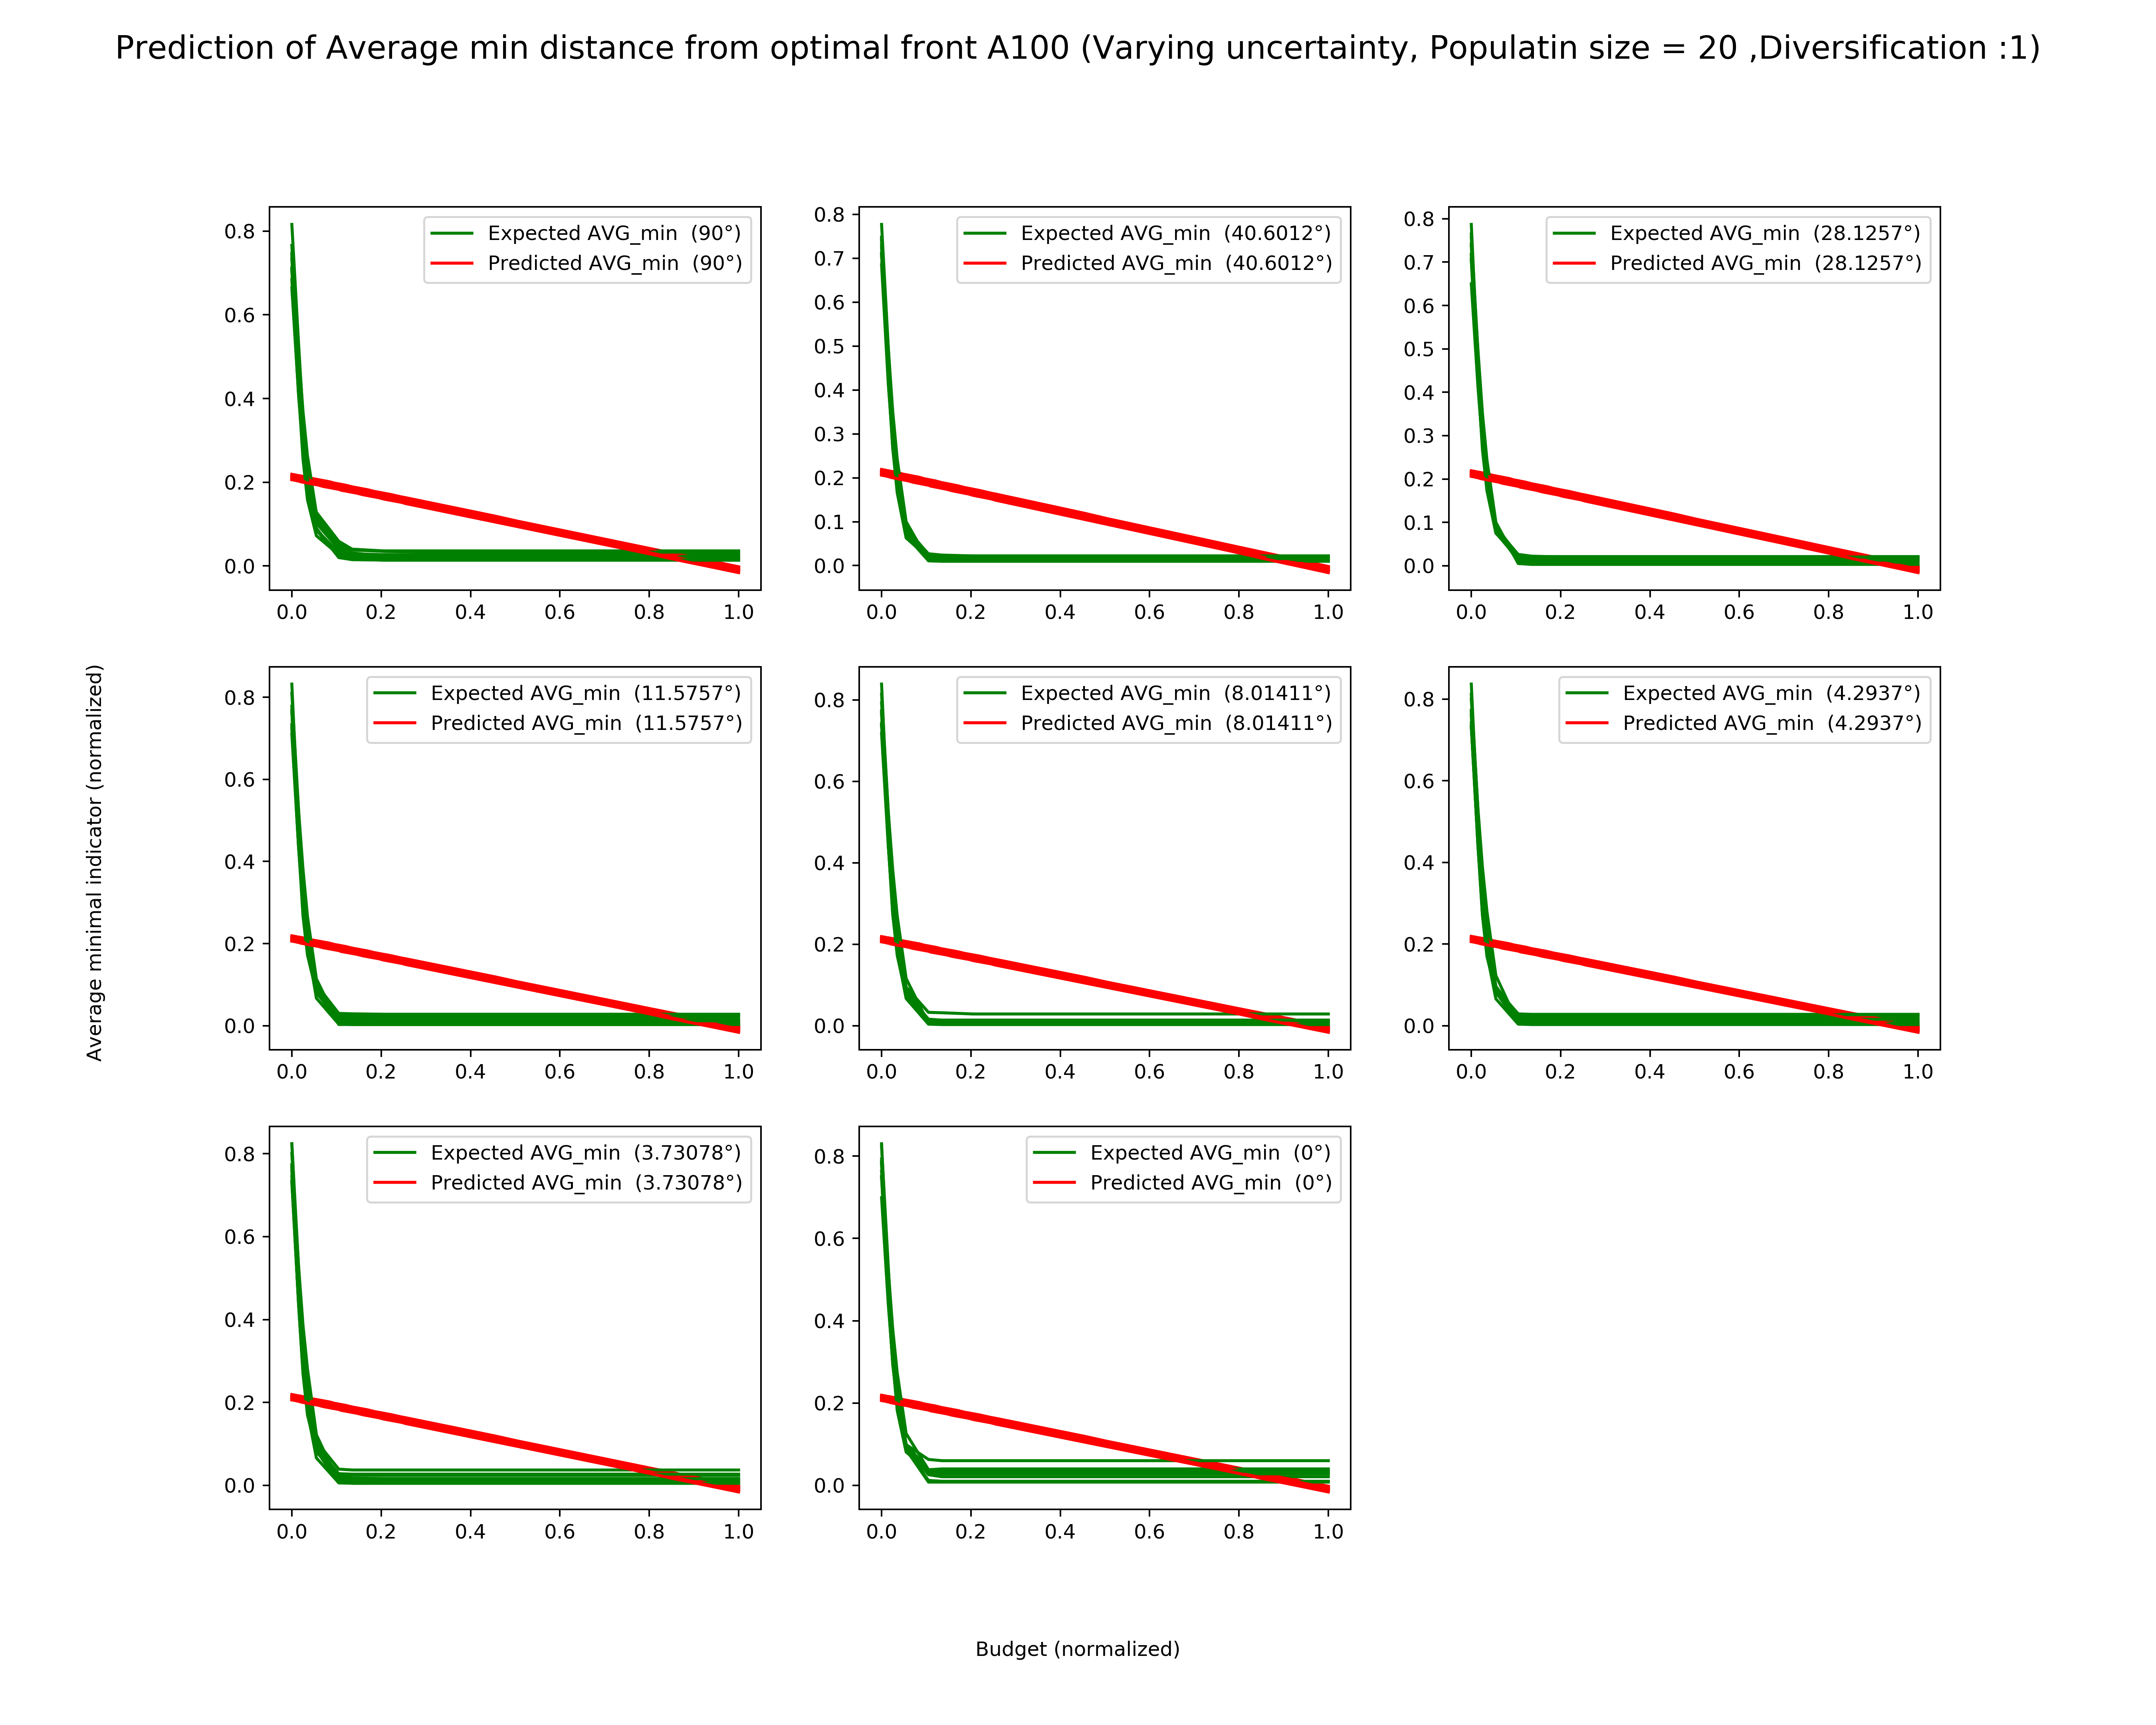 Prediction of Average min distance from optimal front A100 (Varying uncertainty, Populatin size = 20 ,Diversification :1)
Expected AVG_min (90°)
Predicted AVG_min (90°)
0.8
0.6
0.4
0.2
0.0
0.0 0.2 0.4 0.6 0.8 1.0
Expected AVG_min (40.6012°)
Predicted AVG_min (40.6012°)
0.8
0.7
0.6
0.5
0.4
0.3
0.2
0.1
0.0
0.0 0.2 0.4 0.6 0.8 1.0
Expected AVG_min (28.1257°)
Predicted AVG_min (28.1257°)
0.8
0.7
0.6
0.5
0.4
0.3
0.2
0.1
0.0
0.0 0.2 0.4 0.6 0.8 1.0
Average minimal indicator (normalized)
Expected AVG_min (11.5757°)
Predicted AVG_min (11.5757°)
0.8
0.6
0.4
0.2
0.0
0.0 0.2 0.4 0.6 0.8 1.0
Expected AVG_min (8.01411°)
Predicted AVG_min (8.01411°)
0.8
0.6
0.4
0.2
0.0
0.0 0.2 0.4 0.6 0.8 1.0
Expected AVG_min (4.2937°)
Predicted AVG_min (4.2937°)
0.8
0.6
0.4
0.2
0.0
0.0 0.2 0.4 0.6 0.8 1.0
Expected AVG_min (3.73078°)
Predicted AVG_min (3.73078°)
0.8
0.6
0.4
0.2
0.0
0.0 0.2 0.4 0.6 0.8 1.0
Expected AVG_min (0°)
Predicted AVG_min (0°)
0.8
0.6
0.4
0.2
0.0
0.0 0.2 0.4 0.6 0.8 1.0
Budget (normalized)